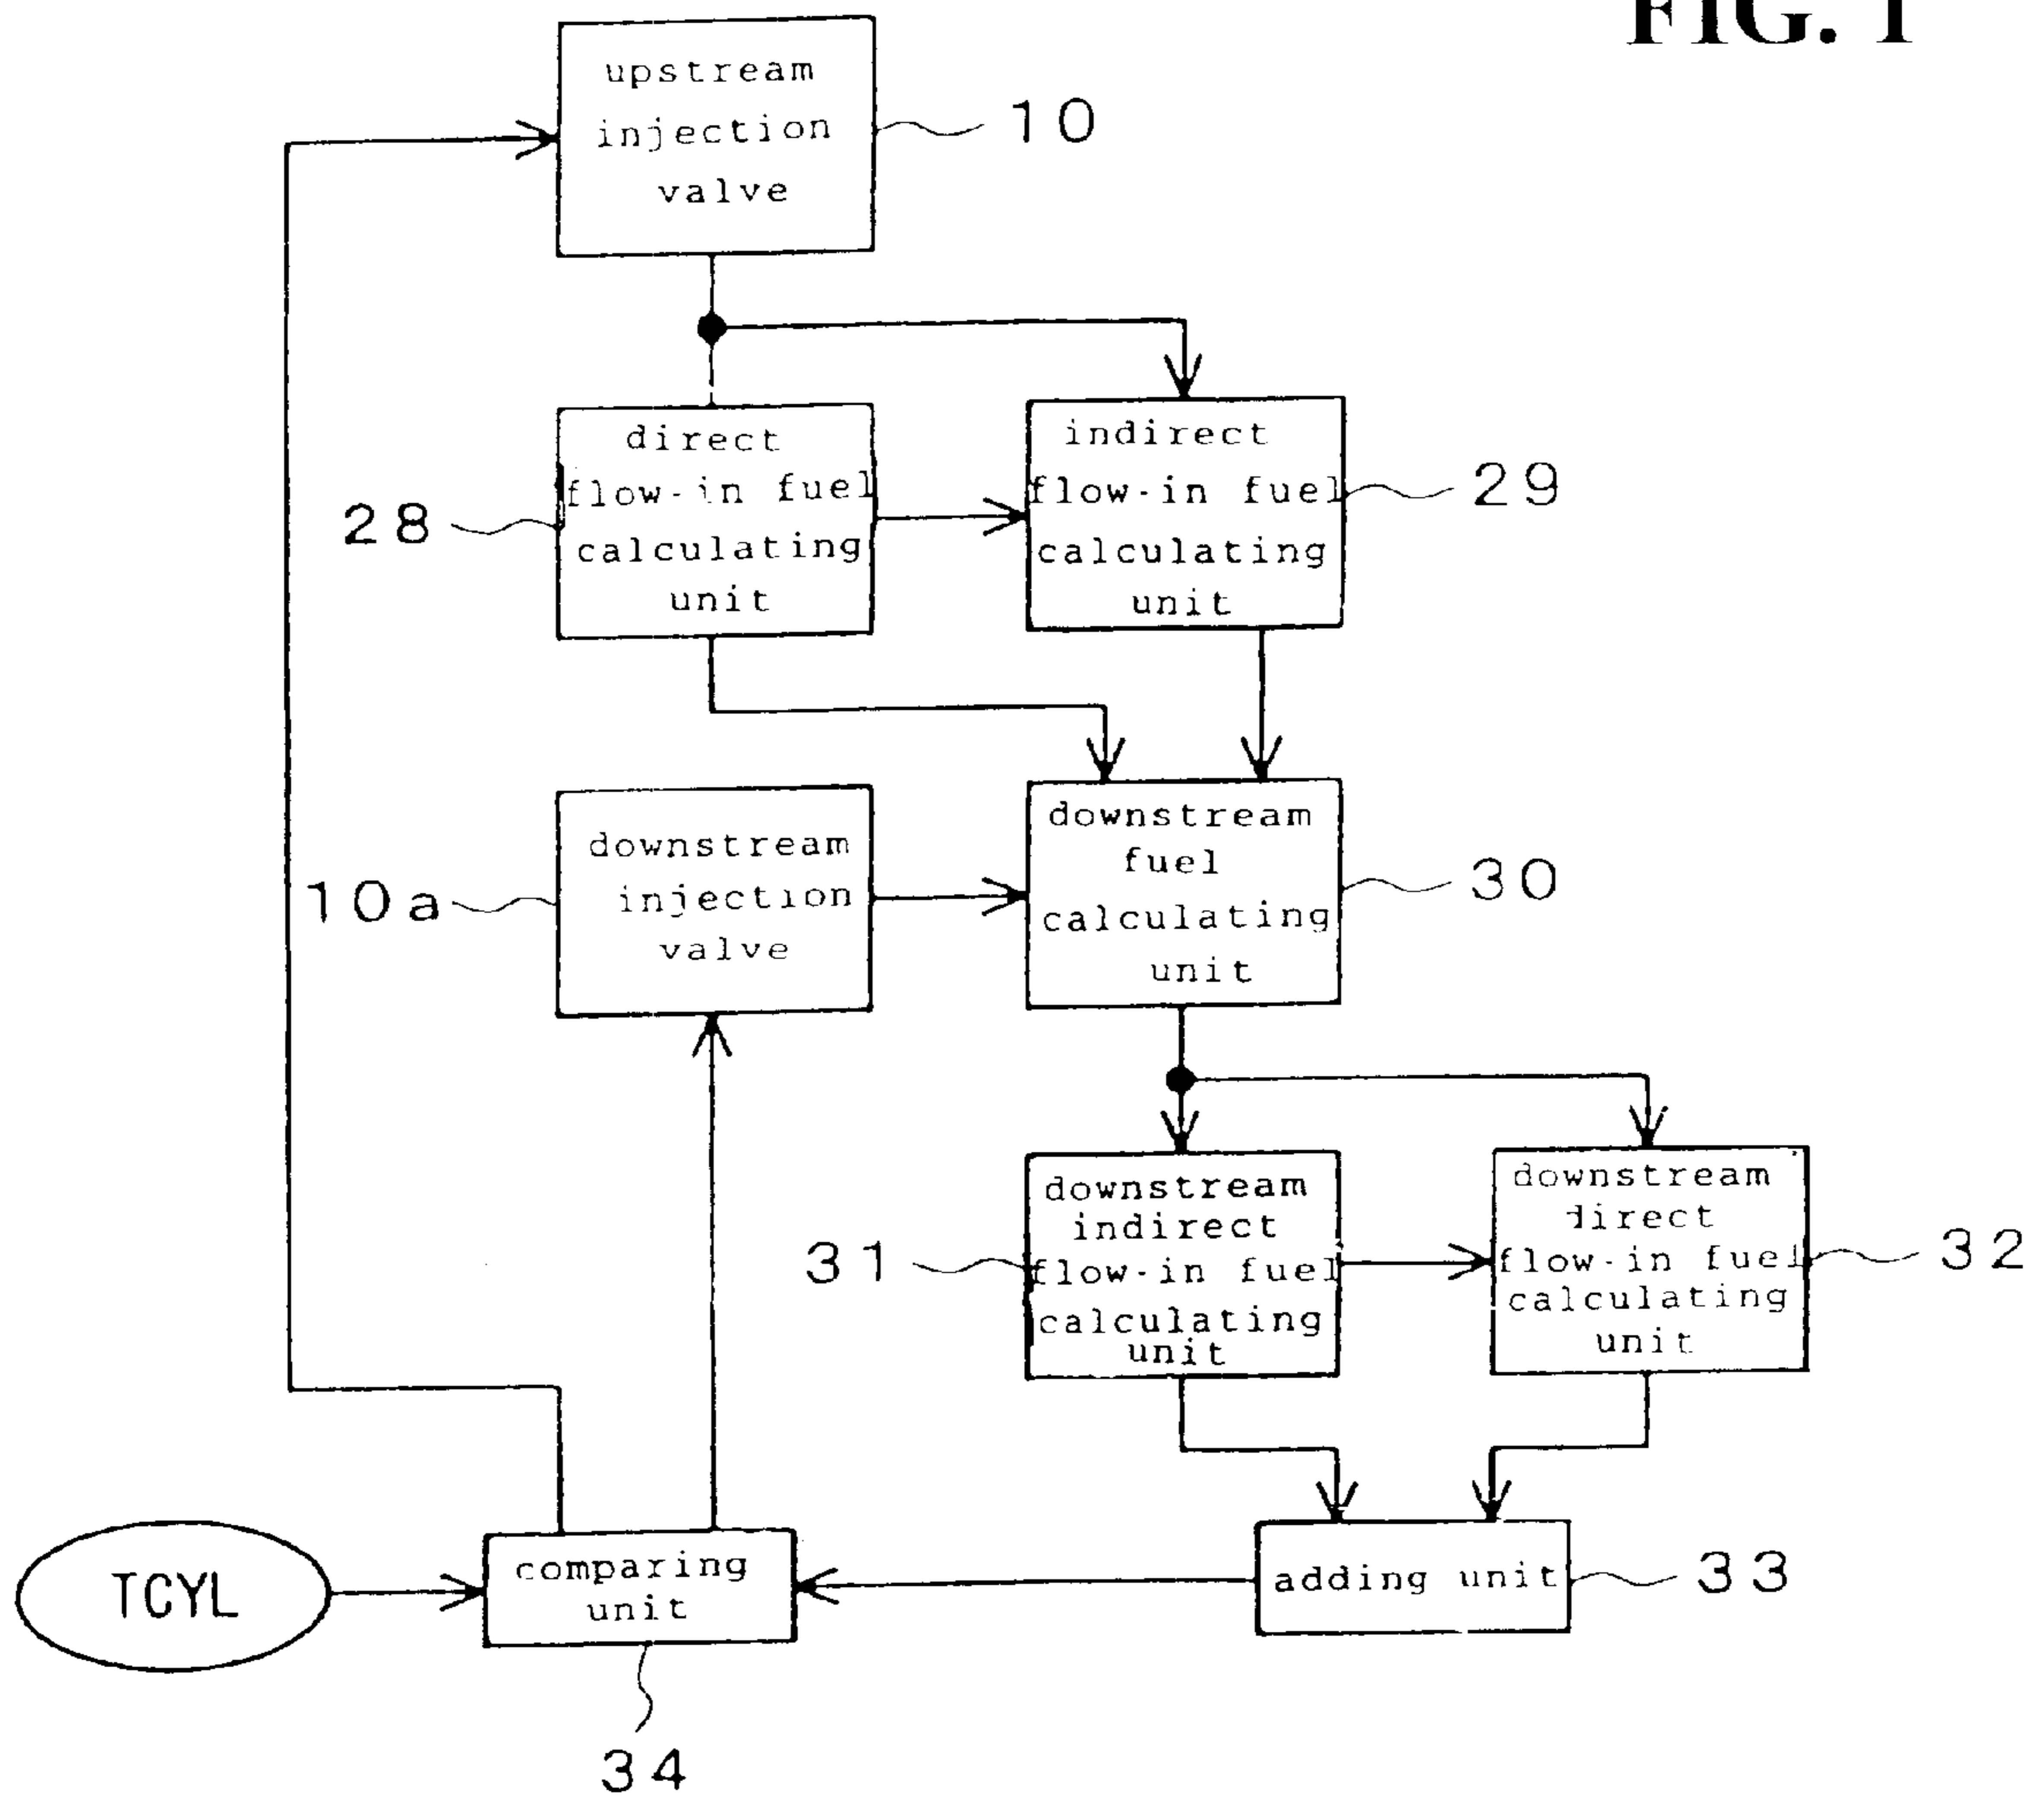 FIG. 1
upstream
injection
valve
10
direct
flow-in fuel
calculating
unit
28
indirect
flow-in fuel
calculating
unit
29
downstream
injection
valve
10a
downstream
fuel
calculating
unit
30
downstream
indirect
flow-in fuel
calculating
unit
31
downstream
direct
flow-in fuel
calculating
unit
32
TCYL
comparing
unit
34
adding unit
33